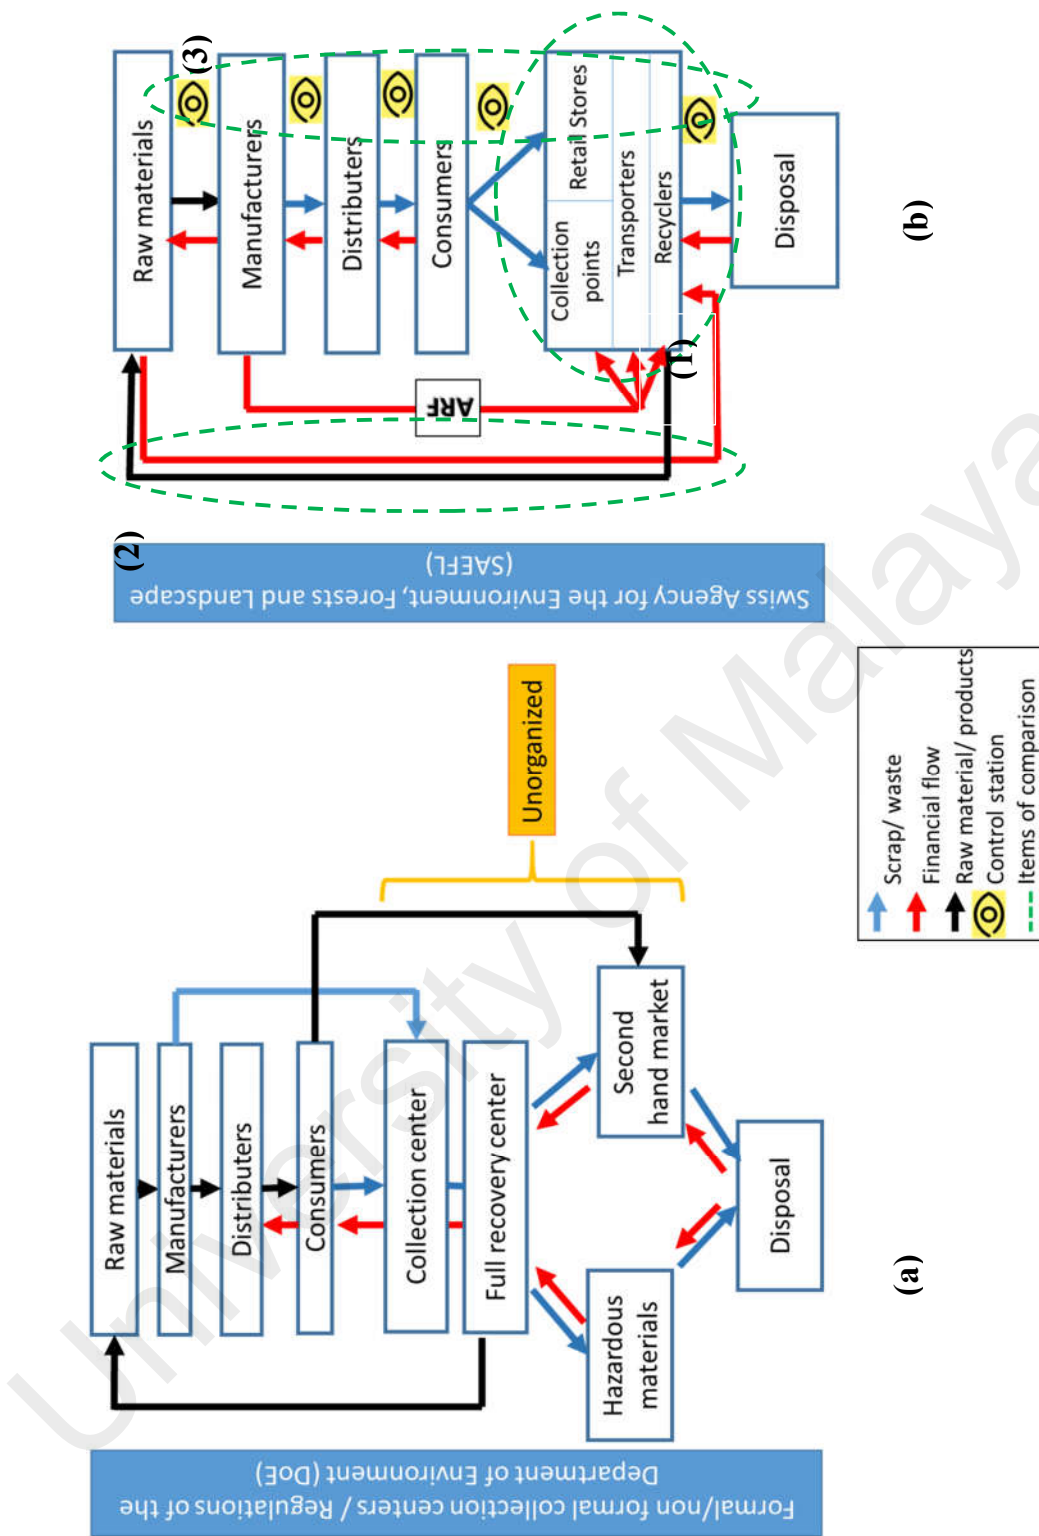 Formal/non formal collection centers / Regulations of the
Department of Environment (DoE)
Raw materials
Manufacturers
Distributers
Consumers
Collection center
Full recovery center
Hazardous
materials
Second
hand market
Disposal
Unorganized
(a)
Swiss Agency for the Environment, Forests and Landscape
(SAEFL)
(2)
Raw materials
(3)
Manufacturers
Distributers
Consumers
ARF
Collection
points
Retail Stores
Transporters
Recyclers
(1)
Disposal
(b)
Scrap/ waste
Financial flow
Raw material/ products
Control station
Items of comparison
University of Malaya